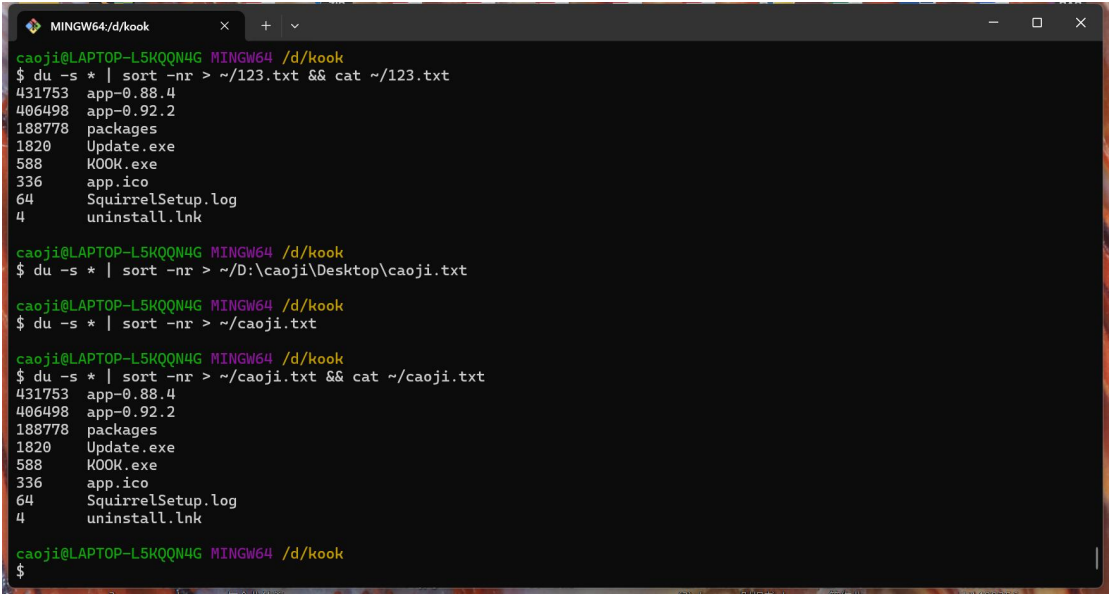 MINGW64:/d/kook
caoji@LAPTOP-L5KQQN4G MINGW64 /d/kook
$ du -s * | sort -nr > ~/123.txt && cat ~/123.txt
431753  app-0.88.4
406498  app-0.92.2
188778  packages
1820    Update.exe
588     KOOK.exe
336     app.ico
64      SquirrelSetup.log
4       uninstall.lnk
caoji@LAPTOP-L5KQQN4G MINGW64 /d/kook
$ du -s * | sort -nr > ~/D:\caoji\Desktop\caoji.txt
caoji@LAPTOP-L5KQQN4G MINGW64 /d/kook
$ du -s * | sort -nr > ~/caoji.txt
caoji@LAPTOP-L5KQQN4G MINGW64 /d/kook
$ du -s * | sort -nr > ~/caoji.txt && cat ~/caoji.txt
431753  app-0.88.4
406498  app-0.92.2
188778  packages
1820    Update.exe
588     KOOK.exe
336     app.ico
64      SquirrelSetup.log
4       uninstall.lnk
caoji@LAPTOP-L5KQQN4G MINGW64 /d/kook
$